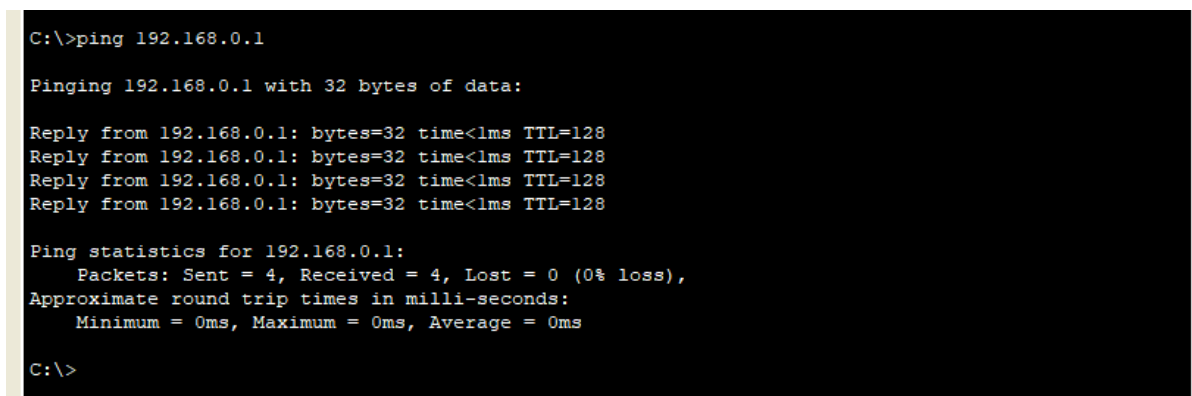 C:\>ping 192.168.0.1
Pinging 192.168.0.1 with 32 bytes of data:
Reply from 192.168.0.1: bytes=32 time<1ms TTL=128
Reply from 192.168.0.1: bytes=32 time<1ms TTL=128
Reply from 192.168.0.1: bytes=32 time<1ms TTL=128
Reply from 192.168.0.1: bytes=32 time<1ms TTL=128
Ping statistics for 192.168.0.1:
    Packets: Sent = 4, Received = 4, Lost = 0 (0% loss),
Approximate round trip times in milli-seconds:
    Minimum = 0ms, Maximum = 0ms, Average = 0ms
C:\>